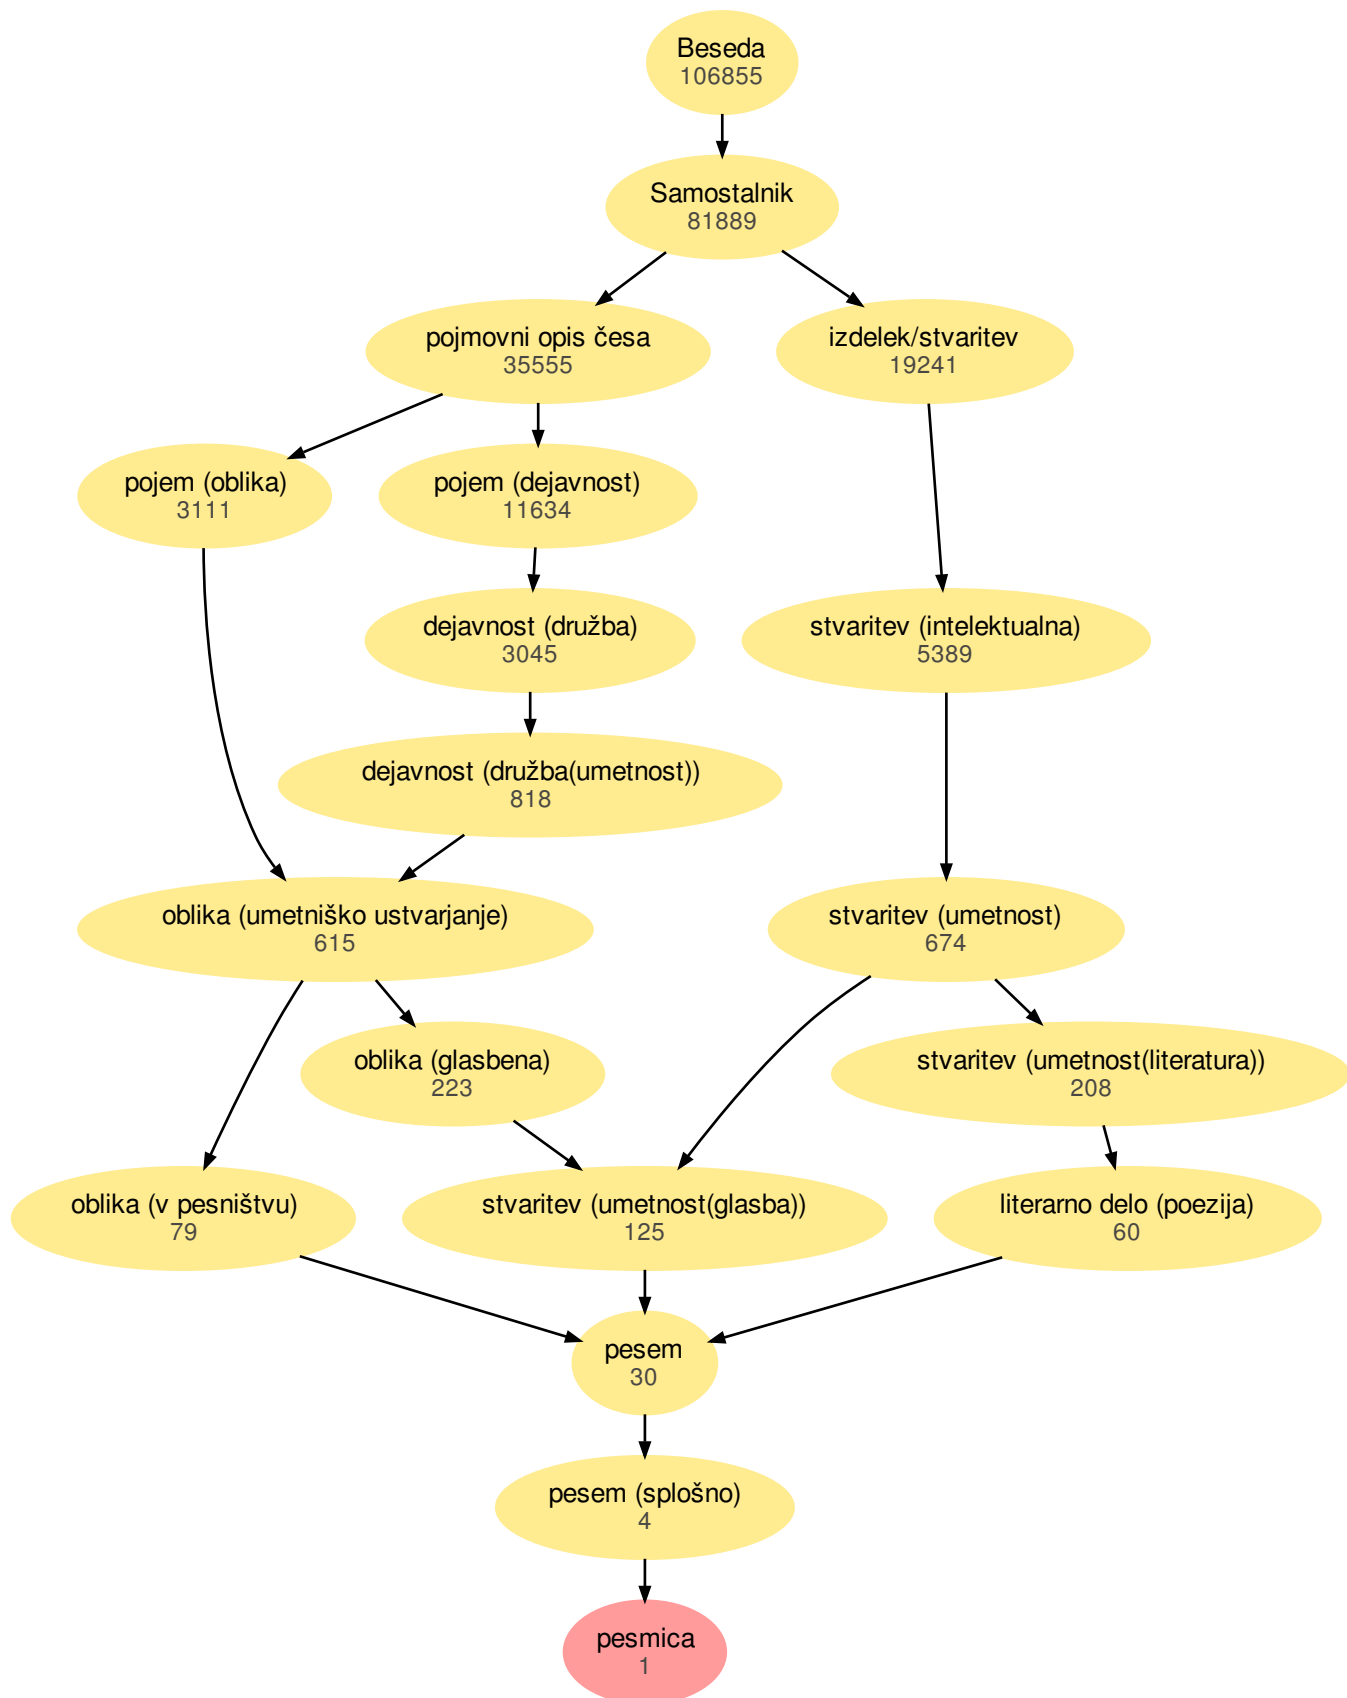 Beseda
106855
Samostalnik
81889
pojmovni opis česa
35555
izdelek/stvaritev
19241
pojem (oblika)
3111
pojem (dejavnost)
11634
dejavnost (družba)
3045
stvaritev (intelektualna)
5389
dejavnost (družba(umetnost))
818
oblika (umetniško ustvarjanje)
615
stvaritev (umetnost)
674
oblika (glasbena)
223
stvaritev (umetnost(literatura))
208
oblika (v pesništvu)
79
stvaritev (umetnost(glasba))
125
literarno delo (poezija)
60
pesem
30
pesem (splošno)
4
pesmica
1